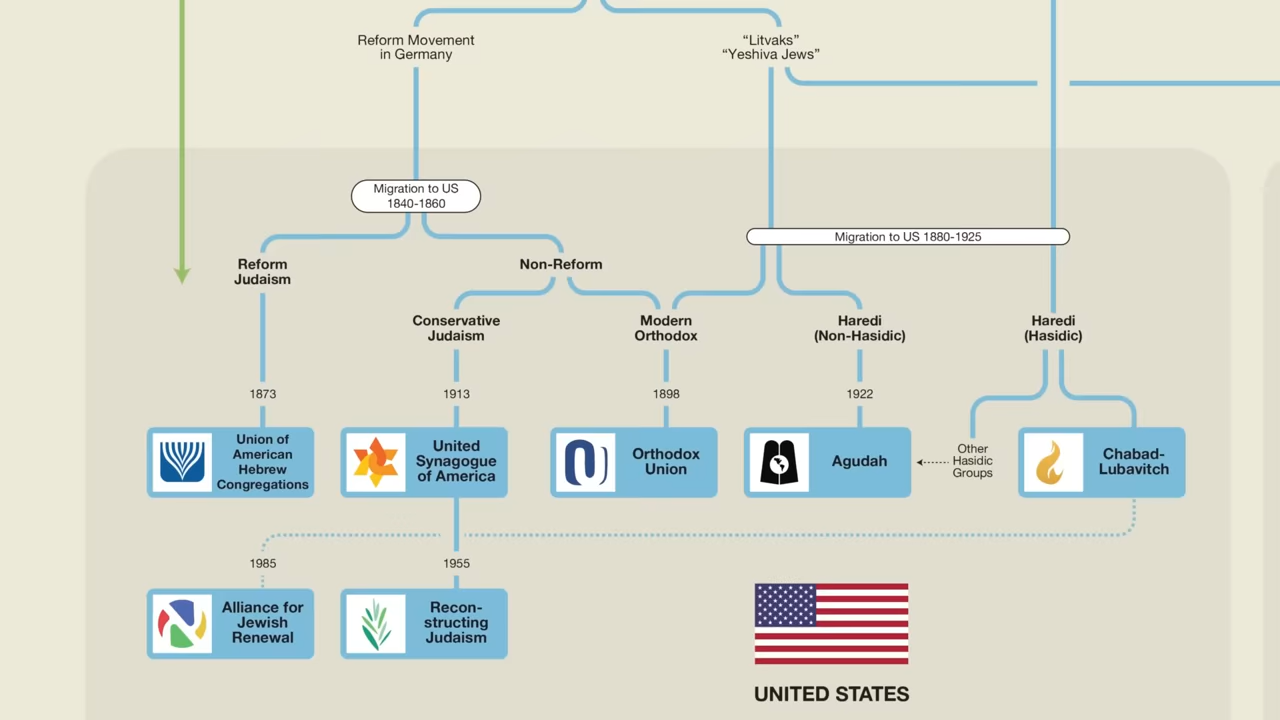 Reform Movement
in Germany
“Litvaks”
“Yeshiva Jews”
Migration to US
1840-1860
Migration to US 1880-1925
Reform
Judaism
Non-Reform
Conservative
Judaism
Modern
Orthodox
Haredi
(Non-Hasidic)
Haredi
(Hasidic)
1873
1913
1898
1922
Union of
American
Hebrew
Congregations
United
Synagogue
of America
Orthodox
Union
Agudah
Other
Hasidic
Groups
Chabad-
Lubavitch
1985
1955
Alliance for
Jewish
Renewal
Recon-
structing
Judaism
UNITED STATES